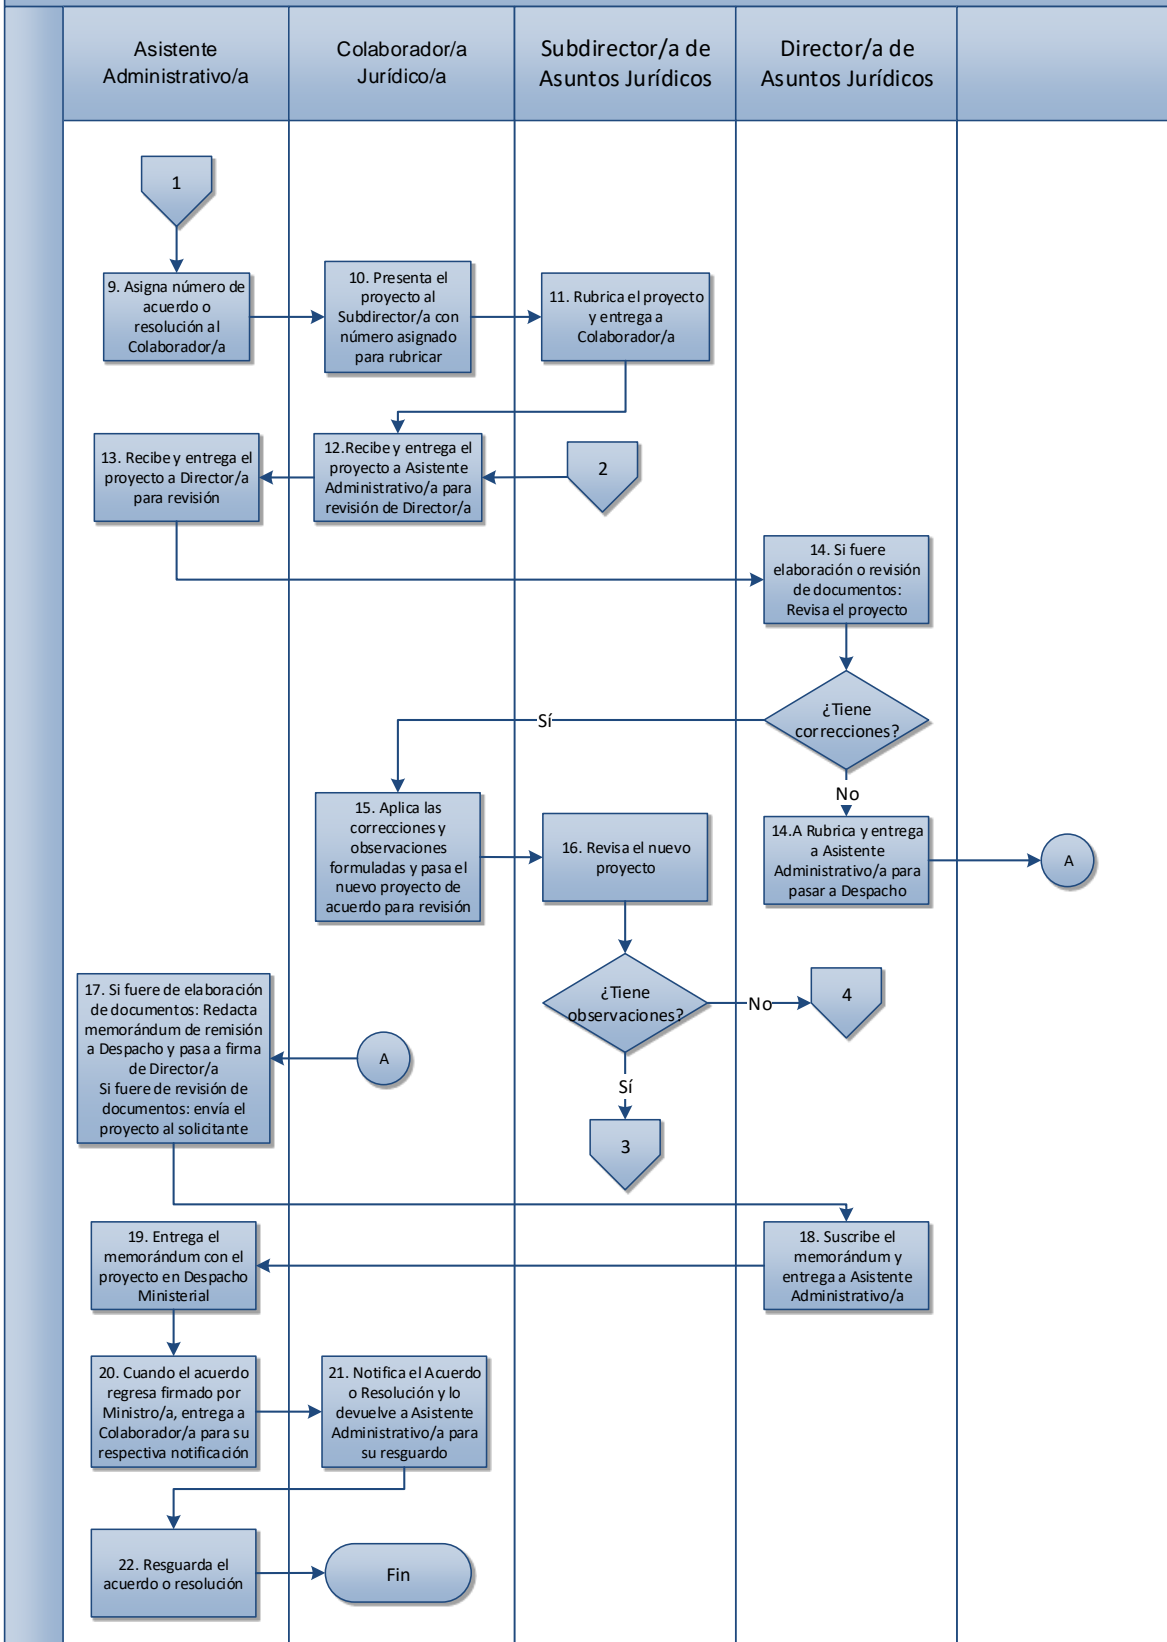 Asistente
Administrativo/a
Colaborador/a
Jurídico/a
Subdirector/a de
Asuntos Jurídicos
Director/a de
Asuntos Jurídicos
1
9. Asigna número de
acuerdo o
resolución al
Colaborador/a
10. Presenta el
proyecto al
Subdirector/a con
número asignado
para rubricar
11. Rubrica el proyecto
y entrega a
Colaborador/a
13. Recibe y entrega el
proyecto a Director/a
para revisión
12.Recibe y entrega el
proyecto a Asistente
Administrativo/a para
revisión de Director/a
2
14. Si fuere
elaboración o revisión
de documentos:
Revisa el proyecto
¿Tiene
correcciones?
Sí
No
15. Aplica las
correcciones y
observaciones
formuladas y pasa el
nuevo proyecto de
acuerdo para revisión
16. Revisa el nuevo
proyecto
14.A Rubrica y entrega
a Asistente
Administrativo/a para
pasar a Despacho
A
17. Si fuere de elaboración
de documentos: Redacta
memorándum de remisión
a Despacho y pasa a firma
de Director/a
Si fuere de revisión de
documentos: envía el
proyecto al solicitante
A
¿Tiene
observaciones?
No
4
Sí
3
19. Entrega el
memorándum con el
proyecto en Despacho
Ministerial
18. Suscribe el
memorándum y
entrega a Asistente
Administrativo/a
20. Cuando el acuerdo
regresa firmado por
Ministro/a, entrega a
Colaborador/a para su
respectiva notificación
21. Notifica el Acuerdo
o Resolución y lo
devuelve a Asistente
Administrativo/a para
su resguardo
22. Resguarda el
acuerdo o resolución
Fin